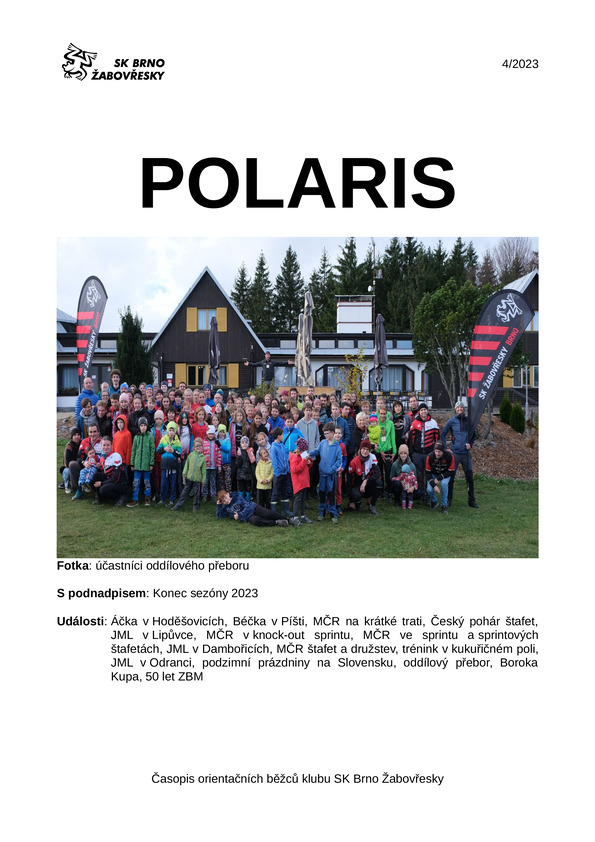 SK BRNO
ŽABOVŘESKY
4/2023
POLARIS
SK ŽABOVŘESKY
SK ŽABOVŘESKY BRNO
Fotka: účastníci oddílového přeboru
S podnadpisem: Konec sezóny 2023
Události: Áčka v Hoděšovicích, Béčka v Píšti, MČR na krátké trati, Český pohár štafet,
JML v Lipůvce, MČR v knock-out sprintu, MČR ve sprintu a sprintových
štafetách, JML v Dambořicích, MČR štafet a družstev, trénink v kukuřičném poli,
JML v Odranci, podzimní prázdniny na Slovensku, oddílový přebor, Boroka
Kupa, 50 let ZBM
Časopis orientačních běžců klubu SK Brno Žabovřesky